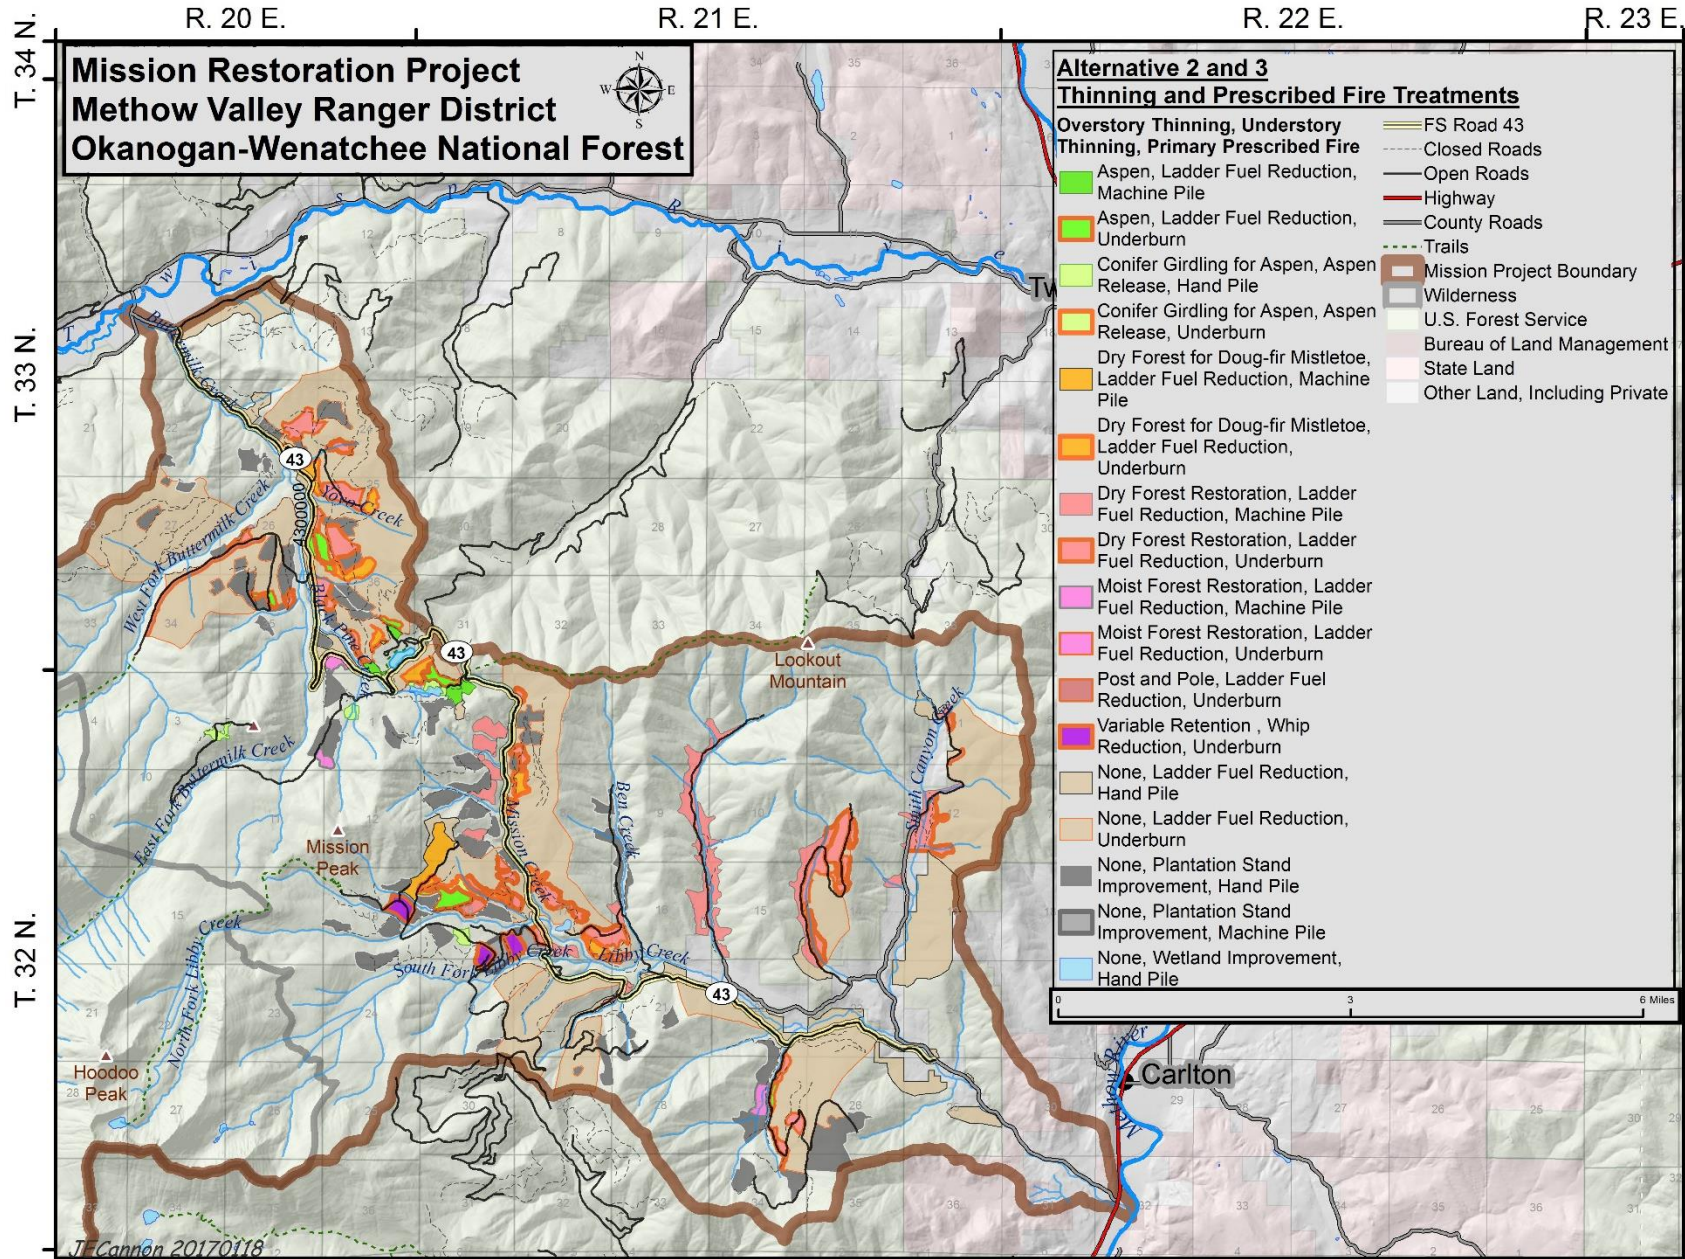 R. 20 E.
R. 21 E.
R. 22 E.
R. 23 E.
T. 34 N.
T. 33 N.
T. 32 N.
Mission Restoration Project
Methow Valley Ranger District
Okanogan-Wenatchee National Forest
N
W
E
S
Alternative 2 and 3
Thinning and Prescribed Fire Treatments
Overstory Thinning, Understory
Thinning, Primary Prescribed Fire
Aspen, Ladder Fuel Reduction,
Machine Pile
Aspen, Ladder Fuel Reduction,
Underburn
Conifer Girdling for Aspen, Aspen
Release, Hand Pile
Conifer Girdling for Aspen, Aspen
Release, Underburn
Dry Forest for Doug-fir Mistletoe,
Ladder Fuel Reduction, Machine
Pile
Dry Forest for Doug-fir Mistletoe,
Ladder Fuel Reduction,
Underburn
Dry Forest Restoration, Ladder
Fuel Reduction, Machine Pile
Dry Forest Restoration, Ladder
Fuel Reduction, Underburn
Moist Forest Restoration, Ladder
Fuel Reduction, Machine Pile
Moist Forest Restoration, Ladder
Fuel Reduction, Underburn
Post and Pole, Ladder Fuel
Reduction, Underburn
Variable Retention , Whip
Reduction, Underburn
None, Ladder Fuel Reduction,
Hand Pile
None, Ladder Fuel Reduction,
Underburn
None, Plantation Stand
Improvement, Hand Pile
None, Plantation Stand
Improvement, Machine Pile
None, Wetland Improvement,
Hand Pile
FS Road 43
Closed Roads
Open Roads
Highway
County Roads
Trails
Mission Project Boundary
Wilderness
U.S. Forest Service
Bureau of Land Management
State Land
Other Land, Including Private
0
3
6 Miles
Tw
Buttermilk Creek
43
4300000
Yoro Creek
West Fork Buttermilk Creek
Black Pine Creek
43
Lookout
Mountain
East Fork Buttermilk Creek
Mission
Peak
Mission Creek
Ben Creek
Smith Canyon Creek
North Fork Libby Creek
South Fork Libby Creek
Libby Creek
43
Hoodoo
Peak
Methow River
Carlton
JFCannon 20170118